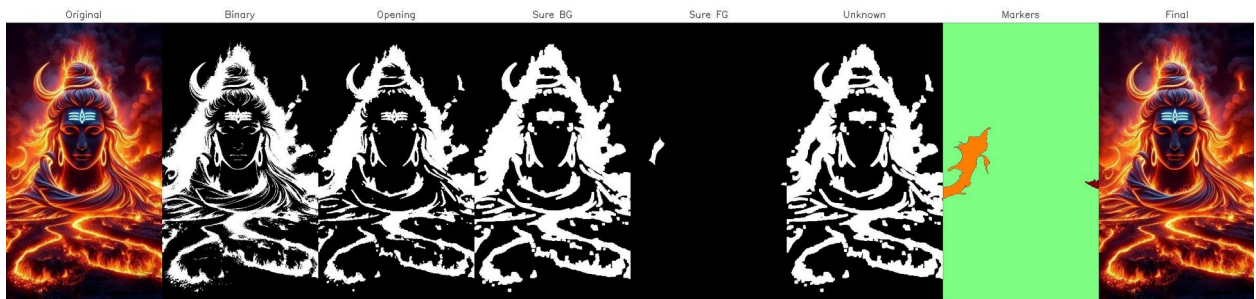 Original
Binary
Opening
Sure BG
Sure FG
Unknown
Markers
Final